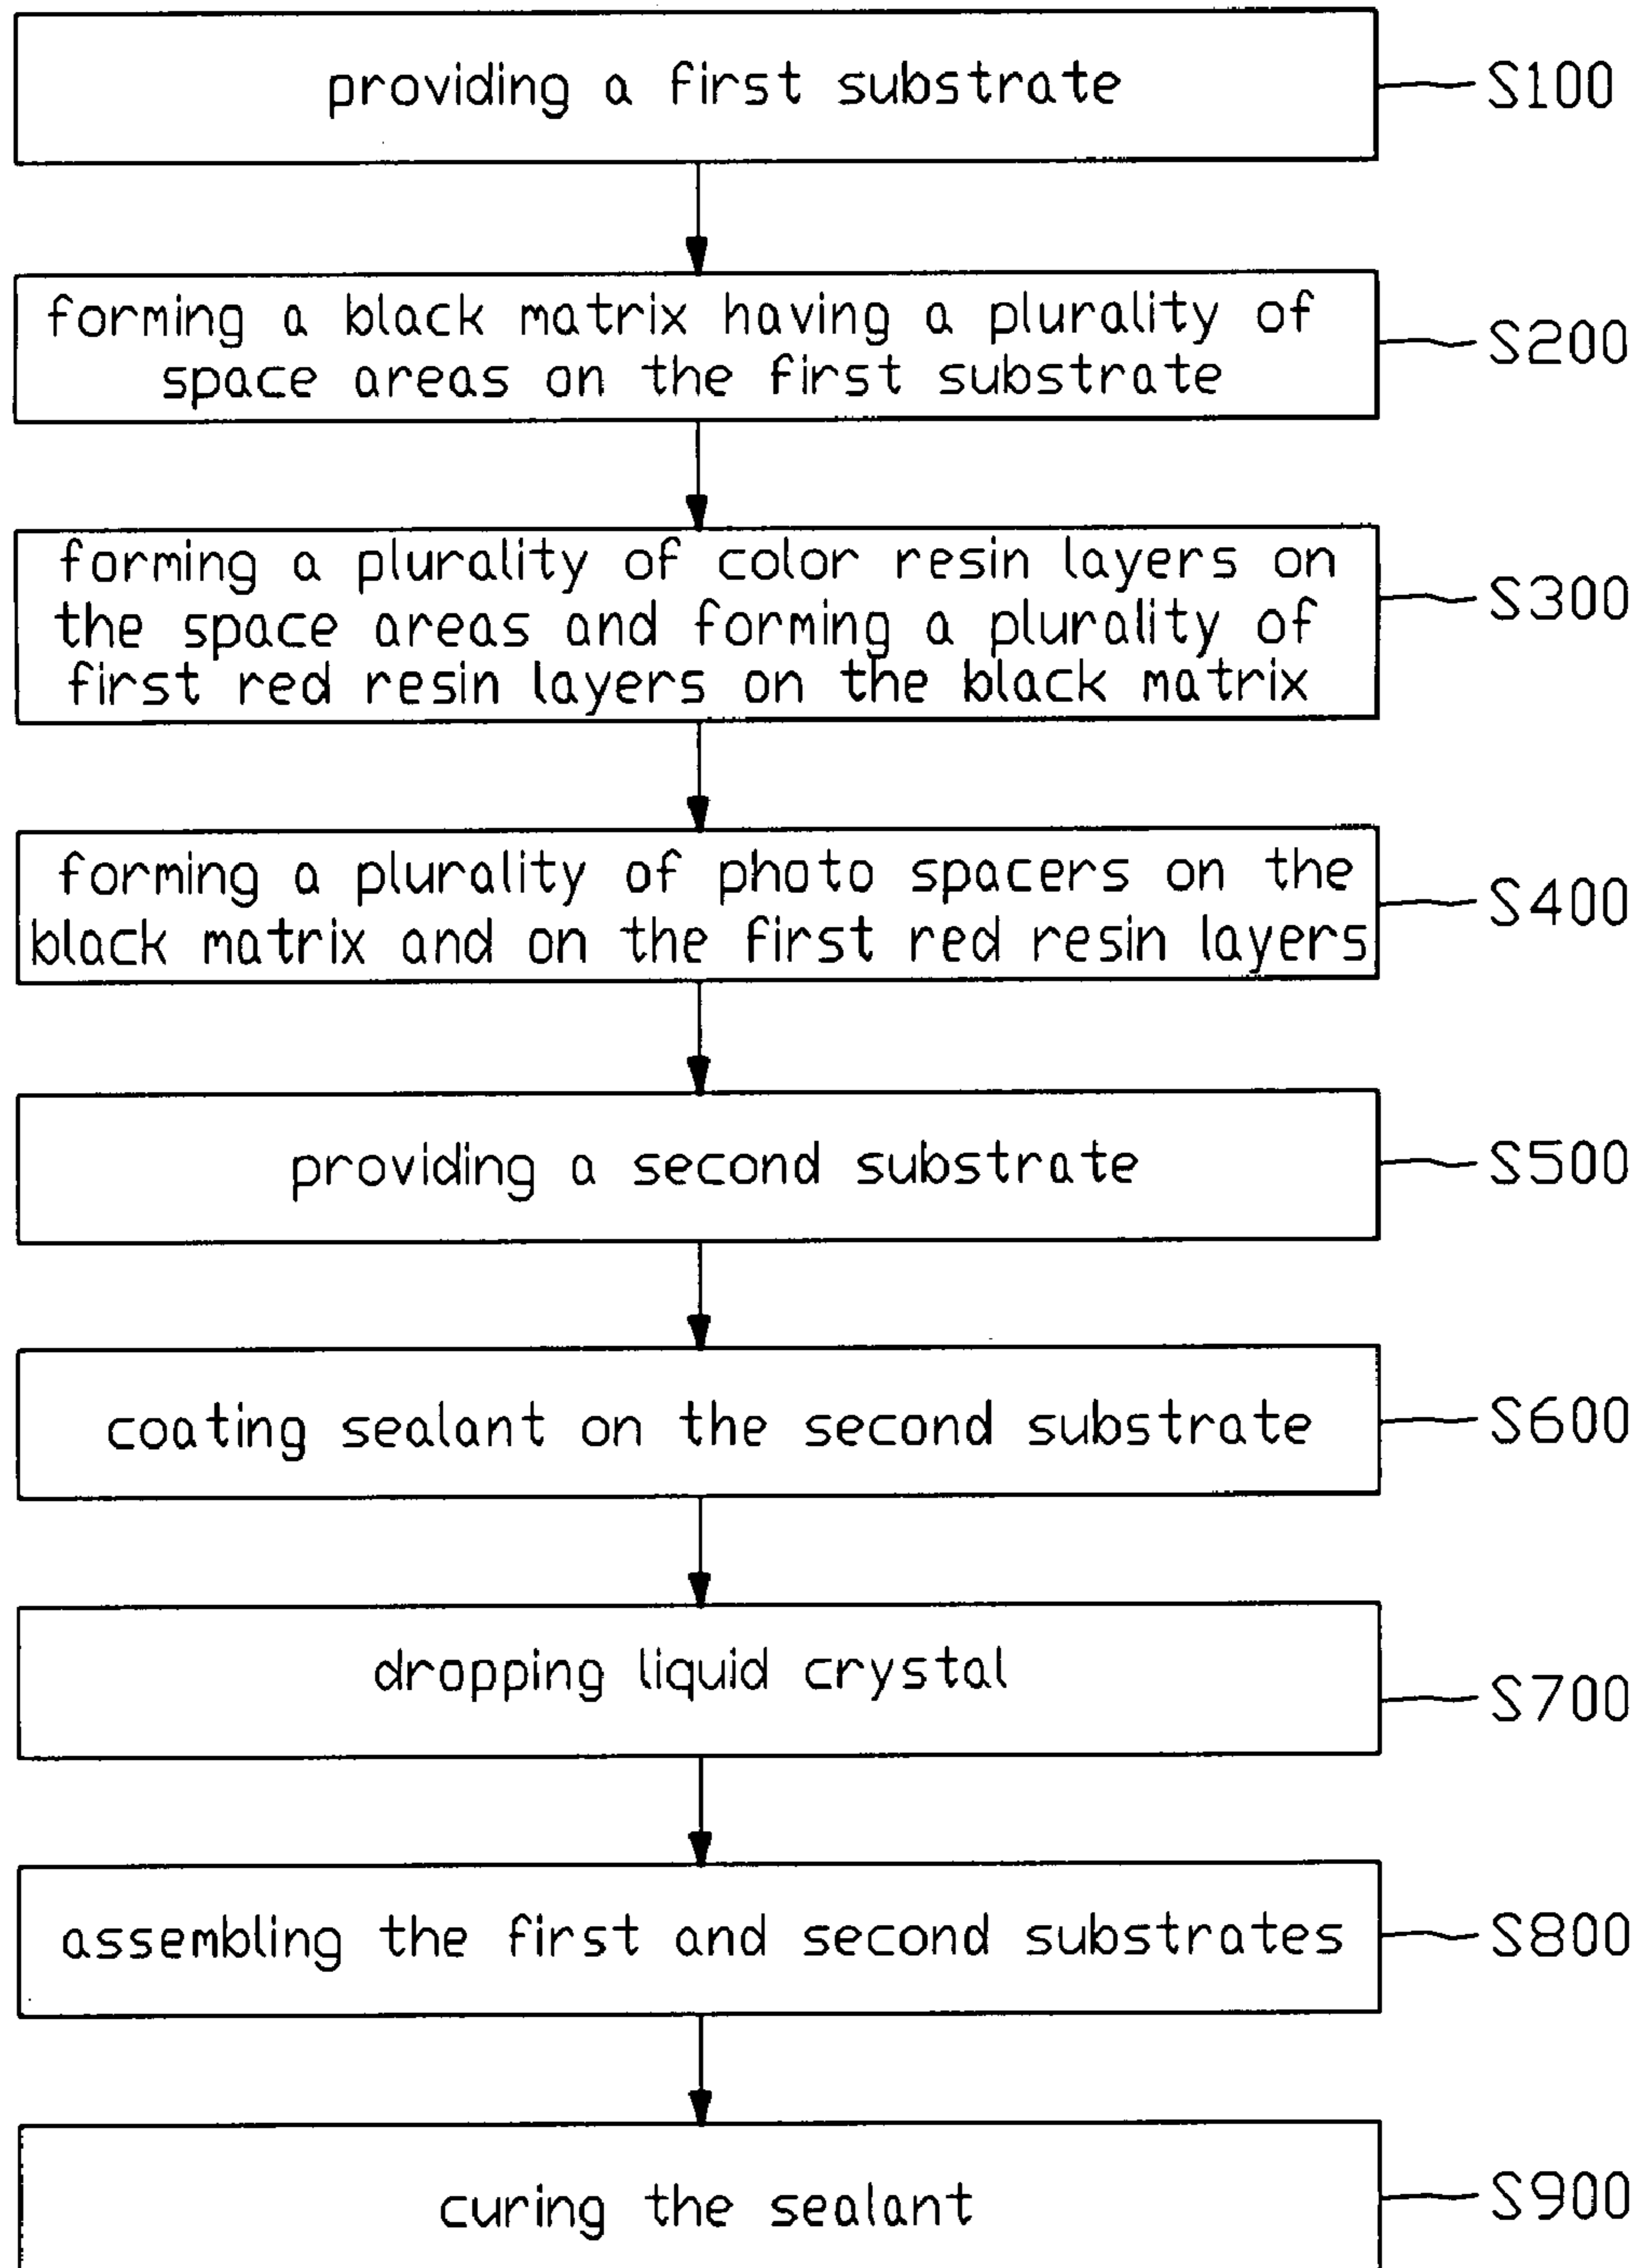 providing a first substrate
S100
forming a black matrix having a plurality of
space areas on the first substrate
S200
forming a plurality of color resin layers on
the space areas and forming a plurality of
first red resin layers on the black matrix
S300
forming a plurality of photo spacers on the
black matrix and on the first red resin layers
S400
providing a second substrate
S500
coating sealant on the second substrate
S600
dropping liquid crystal
S700
assembling the first and second substrates
S800
curing the sealant
S900